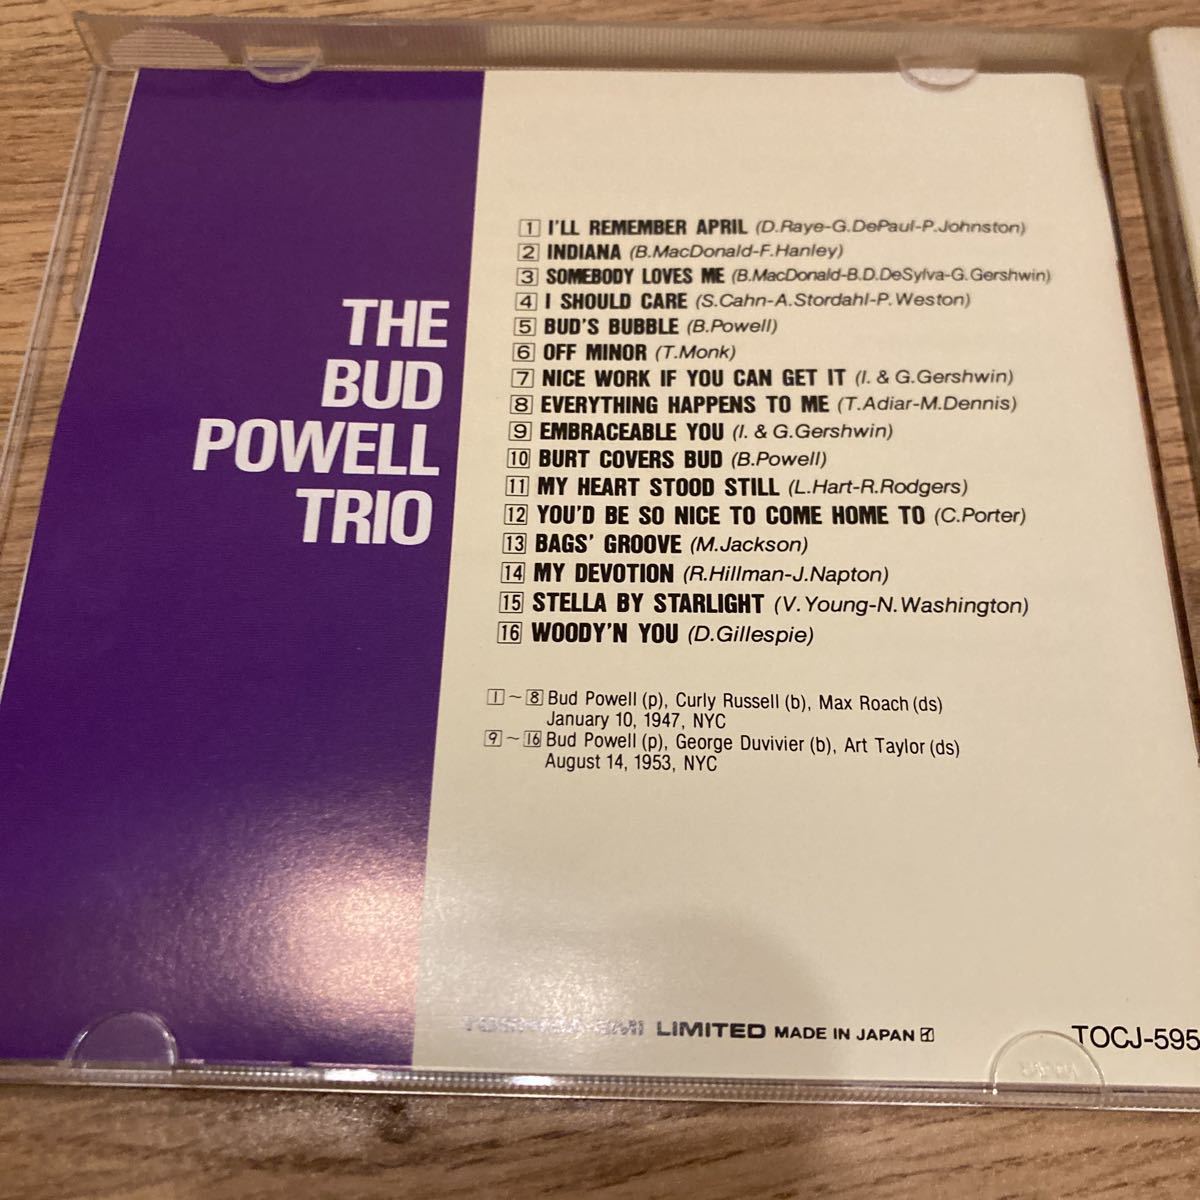 THE
BUD
POWELL
TRIO
1 I'LL REMEMBER APRIL (D.Raye-G.DePaul-P.Johnston)
2 INDIANA (B.MacDonald-F.Hanley)
3 SOMEBODY LOVES ME (B.MacDonald-B.D.DeSylva-G.Gershwin)
4 I SHOULD CARE (S.Cahn-A.Stordahl-P.Weston)
5 BUD'S BUBBLE (B.Powell)
6 OFF MINOR (T.Monk)
7 NICE WORK IF YOU CAN GET IT (I. & G.Gershwin)
8 EVERYTHING HAPPENS TO ME (T.Adiar-M.Dennis)
9 EMBRACEABLE YOU (I. & G.Gershwin)
10 BURT COVERS BUD (B.Powell)
11 MY HEART STOOD STILL (L.Hart-R.Rodgers)
12 YOU'D BE SO NICE TO COME HOME TO (C.Porter)
13 BAGS' GROOVE (M.Jackson)
14 MY DEVOTION (R.Hillman-J.Napton)
15 STELLA BY STARLIGHT (V.Young-N.Washington)
16 WOODY'N YOU (D.Gillespie)
1~8 Bud Powell (p), Curly Russell (b), Max Roach (ds)
January 10, 1947, NYC
9~16 Bud Powell (p), George Duvivier (b), Art Taylor (ds)
August 14, 1953, NYC
TOSHIBA-EMI LIMITED MADE IN JAPAN
TOCJ-595